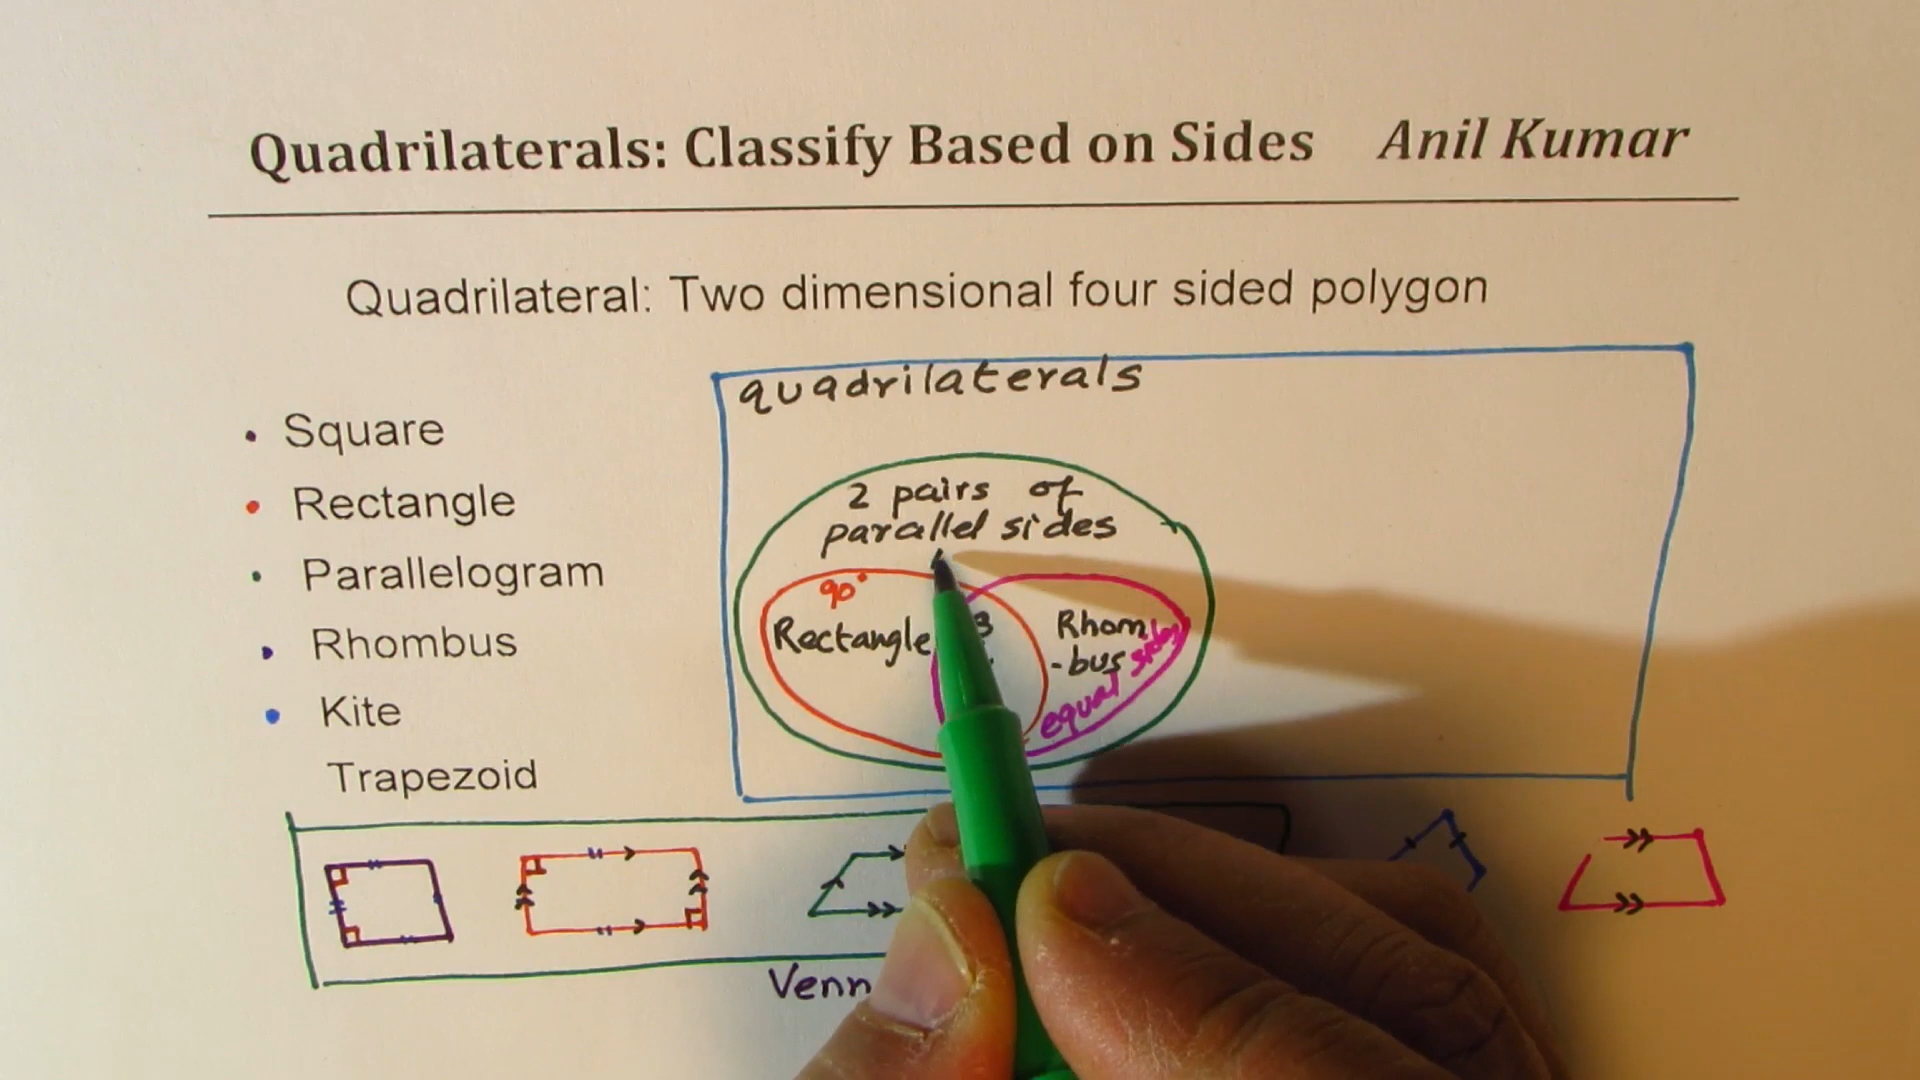 Quadrilaterals: Classify Based on Sides Anil Kumar
Quadrilateral: Two dimensional four sided polygon
quadrilaterals
• Square
• Rectangle
• Parallelogram
• Rhombus
• Kite
Trapezoid
2 pairs of
parallel sides
90°
Rectangle
Rhom
-bus
equal sides
Venn